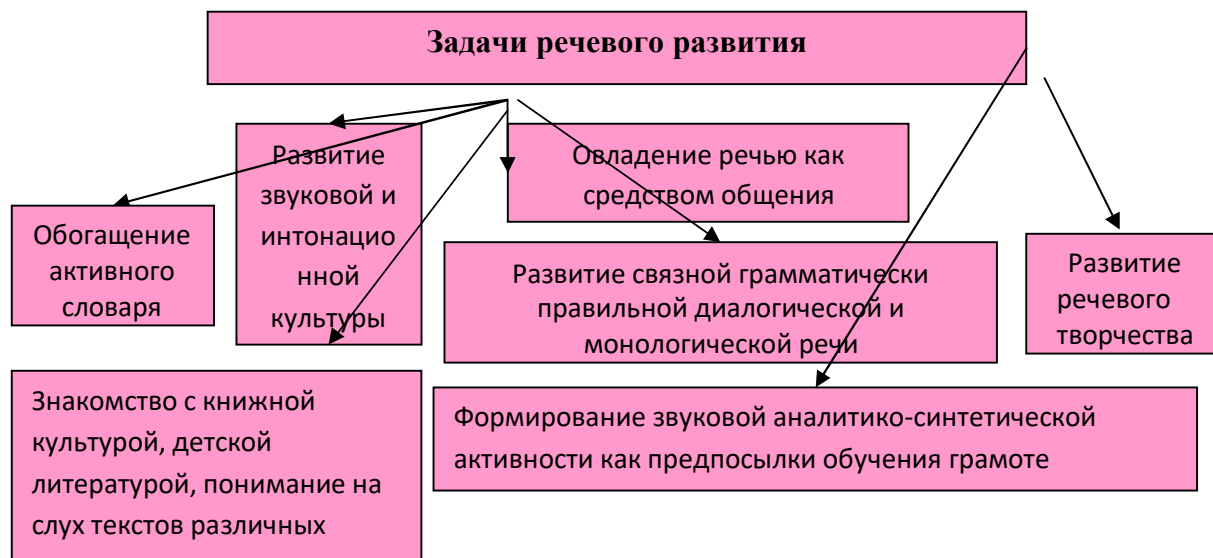 Задачи речевого развития
Развитие
звуковой и
интонацио
нной
культуры
Овладение речью как
средством общения
Обогащение
активного
словаря
Развитие связной грамматически
правильной диалогической и
монологической речи
Развитие
речевого
творчества
Знакомство с книжной
культурой, детской
литературой, понимание на
слух текстов различных
Формирование звуковой аналитико-синтетической
активности как предпосылки обучения грамоте